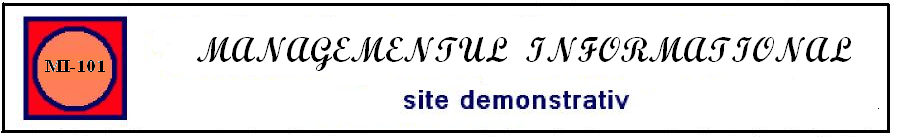 MI-101
MANAGEMENTUL INFORMATIONAL
site demonstrativ